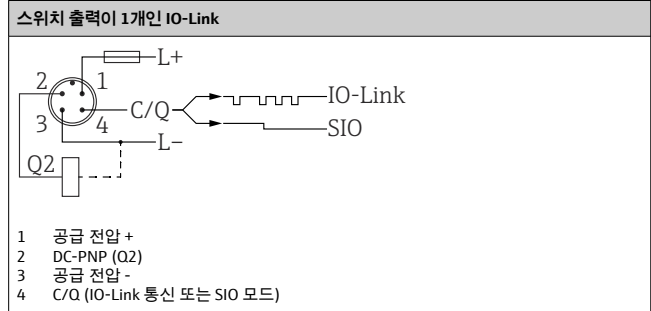 스위치 출력이 1개인 IO-Link
L+
2 1
C/Q IO-Link
3 4 SIO
L-
Q2
1 공급 전압 +
2 DC-PNP (Q2)
3 공급 전압 -
4 C/Q (IO-Link 통신 또는 SIO 모드)